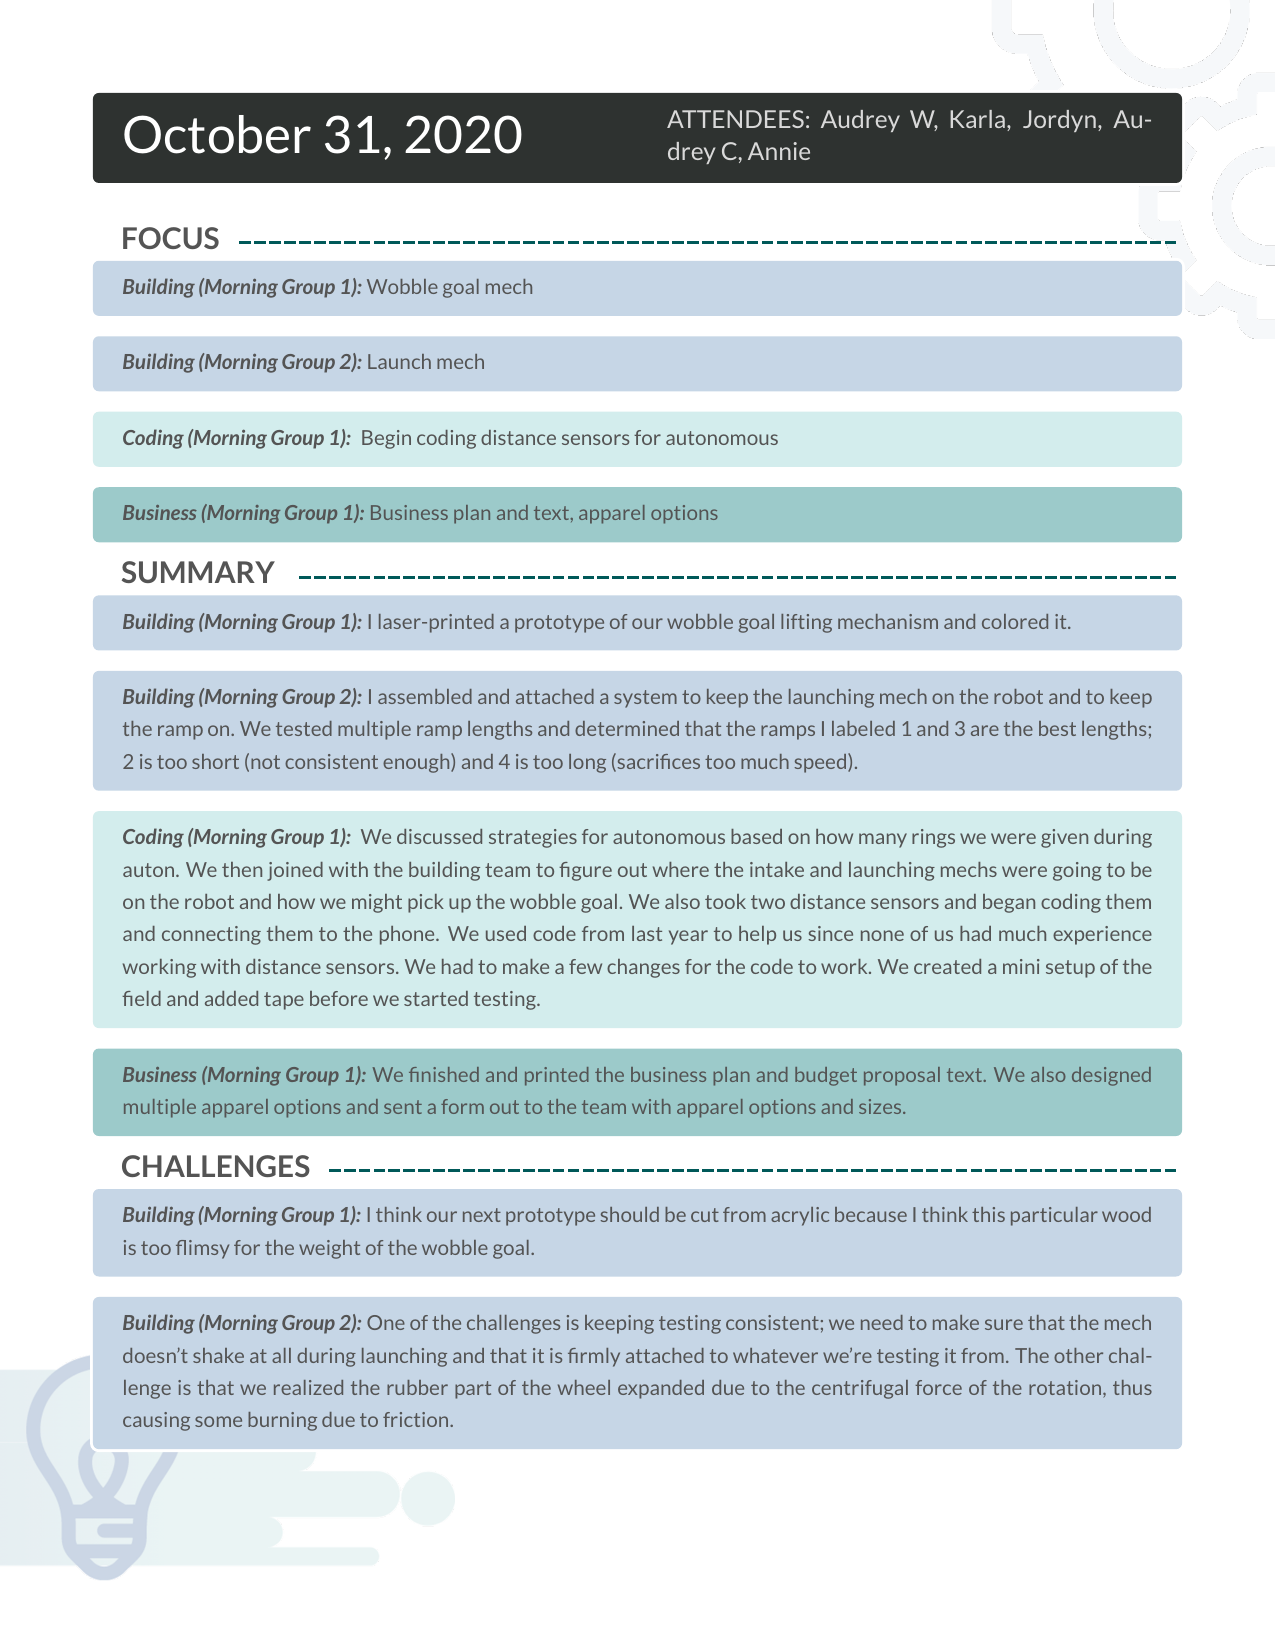 October 31, 2020
ATTENDEES: Audrey W, Karla, Jordyn, Au-
drey C, Annie
FOCUS
Building (Morning Group 1): Wobble goal mech
Building (Morning Group 2): Launch mech
Coding (Morning Group 1): Begin coding distance sensors for autonomous
Business (Morning Group 1): Business plan and text, apparel options
SUMMARY
Building (Morning Group 1): I laser-printed a prototype of our wobble goal lifting mechanism and colored it.
Building (Morning Group 2): I assembled and attached a system to keep the launching mech on the robot and to keep
the ramp on. We tested multiple ramp lengths and determined that the ramps I labeled 1 and 3 are the best lengths;
2 is too short (not consistent enough) and 4 is too long (sacrifices too much speed).
Coding (Morning Group 1): We discussed strategies for autonomous based on how many rings we were given during
auton. We then joined with the building team to figure out where the intake and launching mechs were going to be
on the robot and how we might pick up the wobble goal. We also took two distance sensors and began coding them
and connecting them to the phone. We used code from last year to help us since none of us had much experience
working with distance sensors. We had to make a few changes for the code to work. We created a mini setup of the
field and added tape before we started testing.
Business (Morning Group 1): We finished and printed the business plan and budget proposal text. We also designed
multiple apparel options and sent a form out to the team with apparel options and sizes.
CHALLENGES
Building (Morning Group 1): I think our next prototype should be cut from acrylic because I think this particular wood
is too flimsy for the weight of the wobble goal.
Building (Morning Group 2): One of the challenges is keeping testing consistent; we need to make sure that the mech
doesn't shake at all during launching and that it is firmly attached to whatever we're testing it from. The other chal-
lenge is that we realized the rubber part of the wheel expanded due to the centrifugal force of the rotation, thus
causing some burning due to friction.